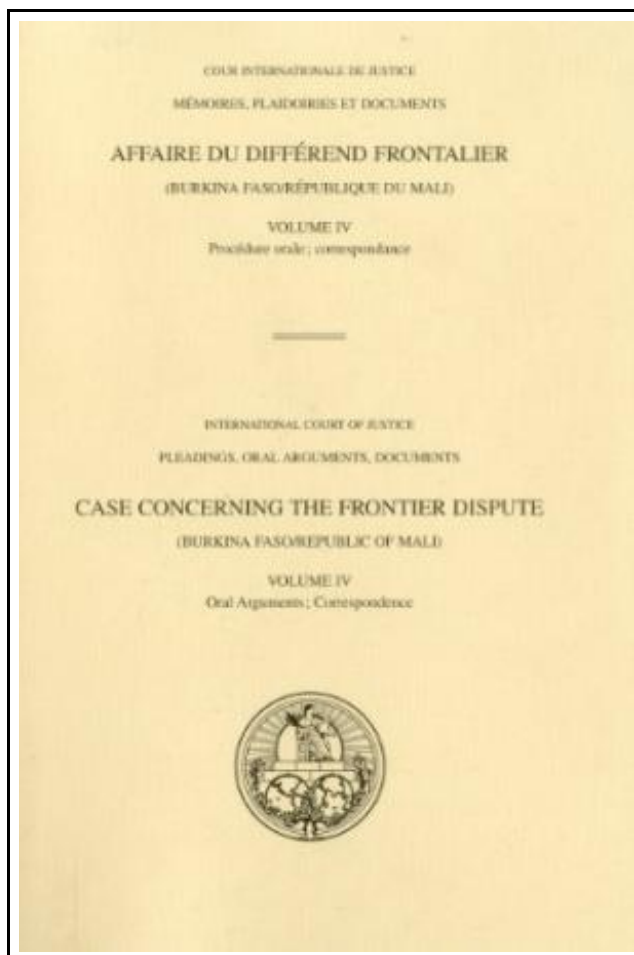 COUR INTERNATIONALE DE JUSTICE
MÉMOIRES, PLAIDOIRIES ET DOCUMENTS
AFFAIRE DU DIFFÉREND FRONTALIER
(BURKINA FASO/RÉPUBLIQUE DU MALI)
VOLUME IV
Procédure orale ; correspondance
INTERNATIONAL COURT OF JUSTICE
PLEADINGS, ORAL ARGUMENTS, DOCUMENTS
CASE CONCERNING THE FRONTIER DISPUTE
(BURKINA FASO/REPUBLIC OF MALI)
VOLUME IV
Oral Arguments ; Correspondence